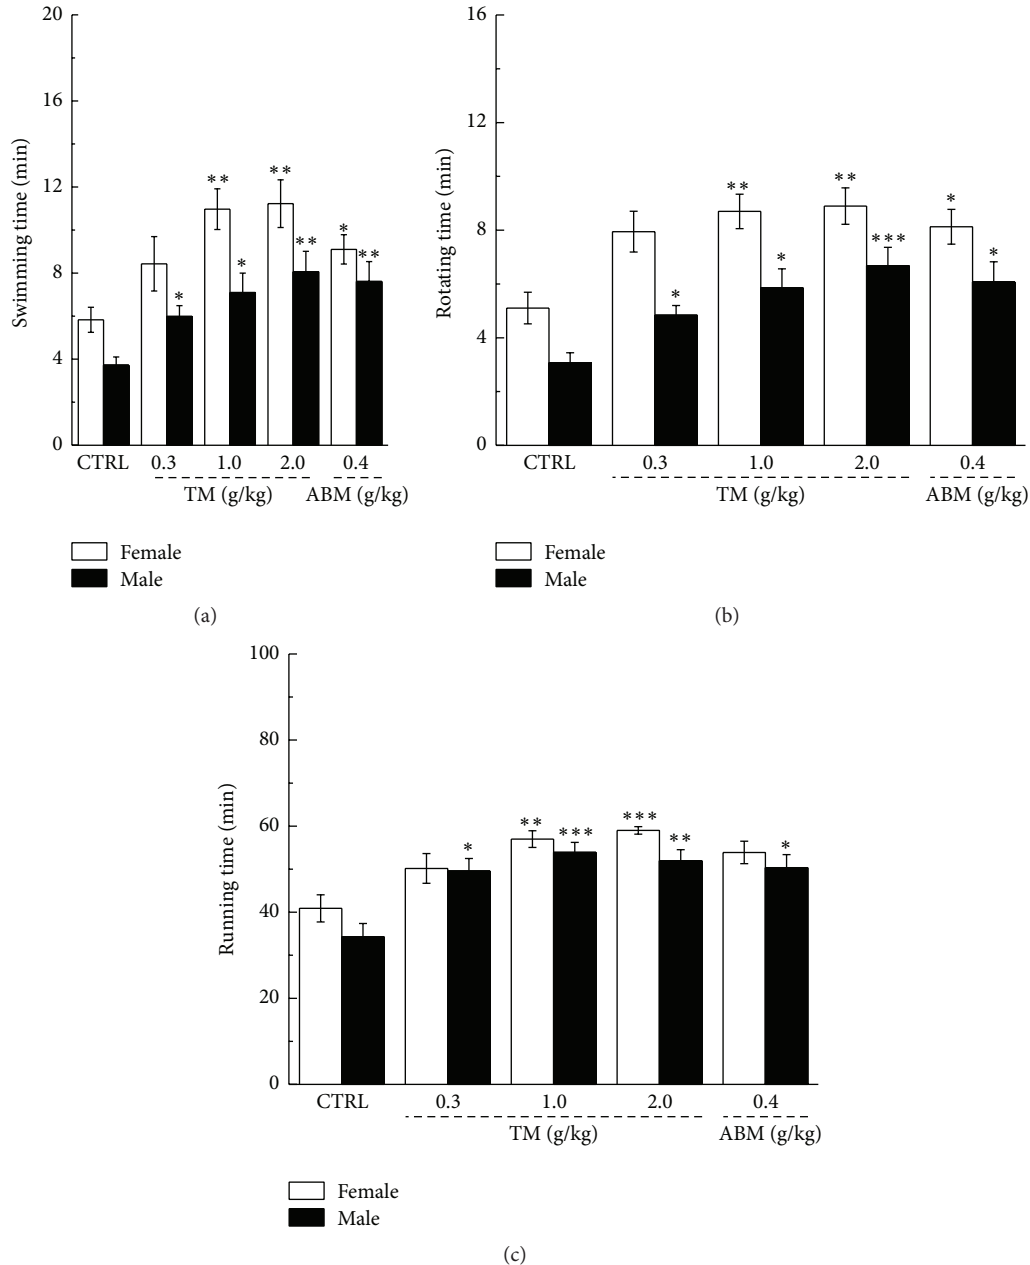 20
16
12
8
4
0
Swimming time (min)
**
**
*
*
*
**
**
CTRL 0.3 1.0 2.0 0.4
TM (g/kg) ABM (g/kg)
Female
Male
(a)
16
12
8
4
0
Rotating time (min)
**
**
*
***
*
*
*
CTRL 0.3 1.0 2.0 0.4
TM (g/kg) ABM (g/kg)
Female
Male
(b)
100
80
60
40
20
0
Running time (min)
*
**
***
***
**
*
CTRL 0.3 1.0 2.0 0.4
TM (g/kg) ABM (g/kg)
Female
Male
(c)